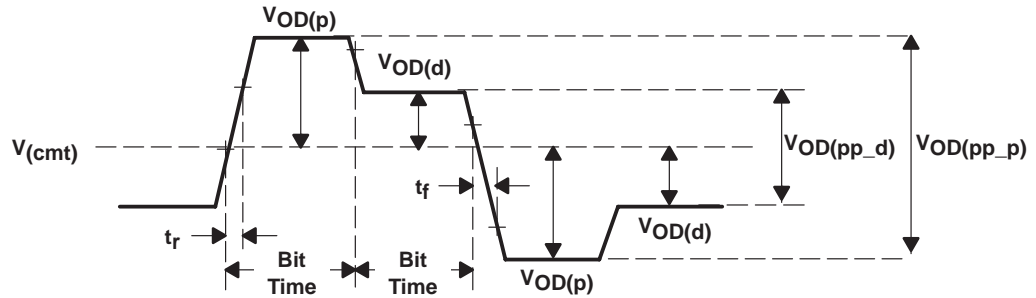 VOD(p)
VOD(d)
V(cmt)
VOD(pp_d)
VOD(pp_p)
tf
tr
VOD(d)
Bit
Time
Bit
Time
VOD(p)